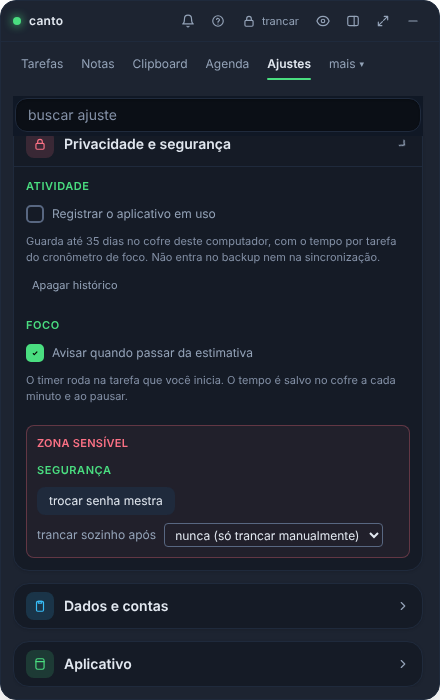 canto
trancar
Tarefas Notas Clipboard Agenda Ajustes mais ▾
buscar ajuste
Privacidade e segurança
ATIVIDADE
Registrar o aplicativo em uso
Guarda até 35 dias no cofre deste computador, com o tempo por tarefa
do cronômetro de foco. Não entra no backup nem na sincronização.
Apagar histórico
FOCO
Avisar quando passar da estimativa
O timer roda na tarefa que você inicia. O tempo é salvo no cofre a cada
minuto e ao pausar.
ZONA SENSÍVEL
SEGURANÇA
trocar senha mestra
trancar sozinho após nunca (só trancar manualmente)
Dados e contas
Aplicativo